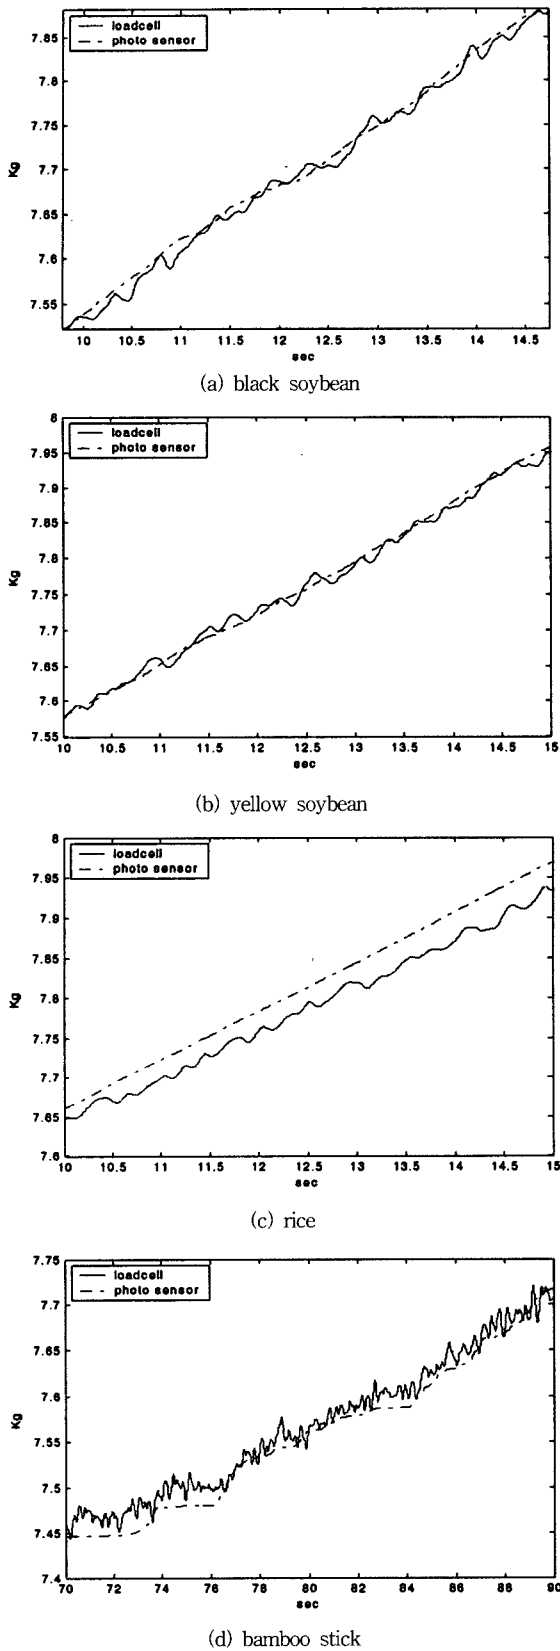 loadcell
photo sensor
7.85
7.8
7.75
7.7
7.65
7.6
7.55
Kg
10 10.5 11 11.5 12 12.5 13 13.5 14 14.5
sec
(a) black soybean
loadcell
photo sensor
8
7.95
7.9
7.85
7.8
7.75
7.7
7.65
7.6
7.55
Kg
10 10.5 11 11.5 12 12.5 13 13.5 14 14.5 15
sec
(b) yellow soybean
loadcell
photo sensor
8
7.95
7.9
7.85
7.8
7.75
7.7
7.65
7.6
Kg
10 10.5 11 11.5 12 12.5 13 13.5 14 14.5 15
sec
(c) rice
loadcell
photo sensor
7.75
7.7
7.65
7.6
7.55
7.5
7.45
7.4
Kg
70 72 74 76 78 80 82 84 86 88 90
sec
(d) bamboo stick